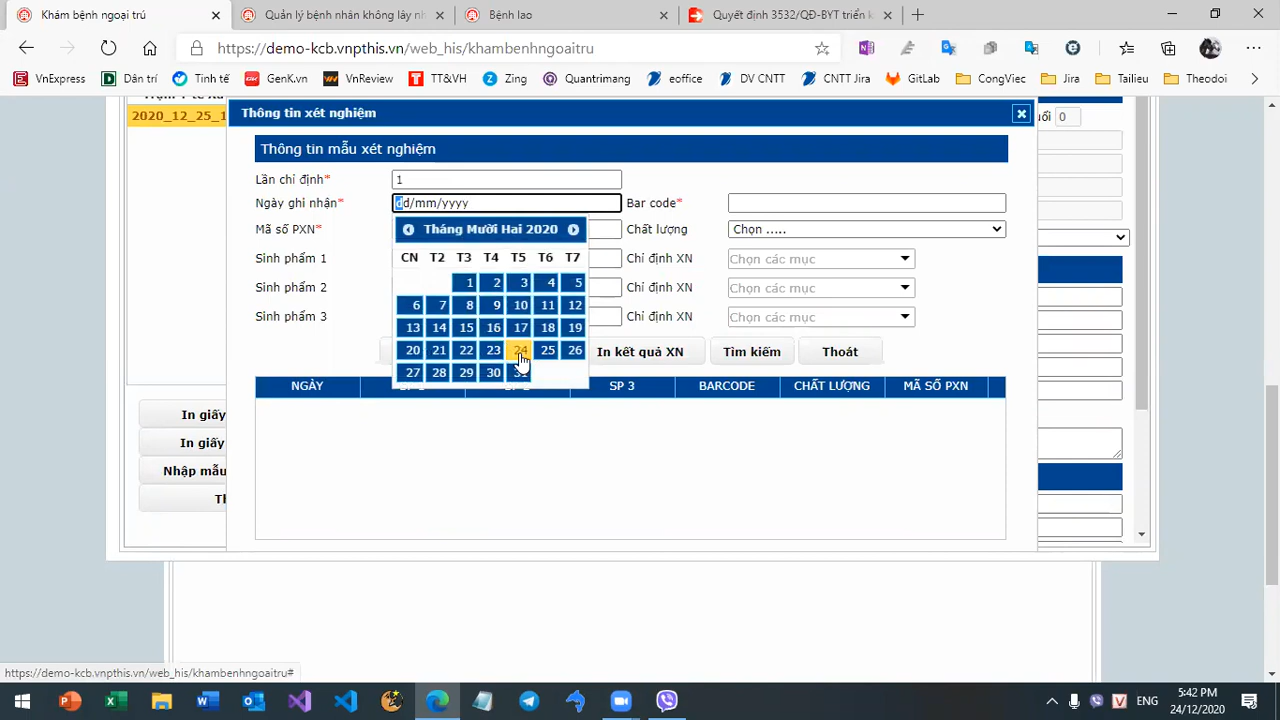 Khám bệnh ngoại trú
Quản lý bệnh nhân không lây nh
Bệnh lao
Quyết định 3532/QĐ-BYT triển k
https://demo-kcb.vnpthis.vn/web_his/khambenhngoaitru
VnExpress
Dân trí
Tinh tế
GenK.vn
VnReview
TT&VH
Zing
Quantrimang
eoffice
DV CNTT
CNTT Jira
GitLab
CongViec
Jira
Tailieu
Theodoi
2020_12_25_1
Thông tin xét nghiệm
uổi 0
Thông tin mẫu xét nghiệm
Lần chỉ định* 1
Ngày ghi nhận* dd/mm/yyyy Bar code*
Mã số PXN* Chất lượng Chọn .....
Sinh phẩm 1 Chỉ định XN Chọn các mục
Sinh phẩm 2 Chỉ định XN Chọn các mục
Sinh phẩm 3 Chỉ định XN Chọn các mục
Tháng Mười Hai 2020
CN T2 T3 T4 T5 T6 T7
1 2 3 4 5
6 7 8 9 10 11 12
13 14 15 16 17 18 19
20 21 22 23 24 25 26
27 28 29 30 31
In kết quả XN Tìm kiếm Thoát
NGÀY SP 3 BARCODE CHẤT LƯỢNG MÃ SỐ PXN
In giấy
In giấy
Nhập mẫu
https://demo-kcb.vnpthis.vn/web_his/khambenhngoaitru#
ENG
5:42 PM
24/12/2020